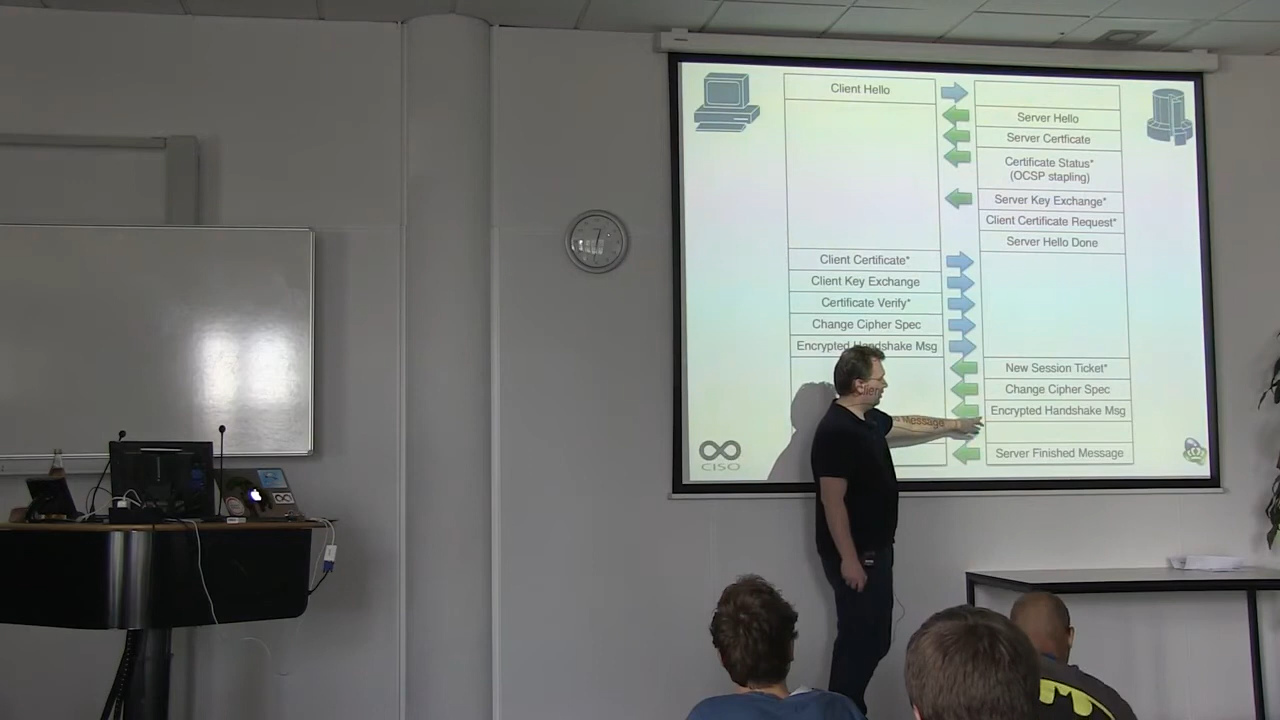 Client Hello
Server Hello
Server Certficate
Certificate Status*
(OCSP stapling)
Server Key Exchange*
Client Certificate Request*
Server Hello Done
Client Certificate*
Client Key Exchange
Certificate Verify*
Change Cipher Spec
Encrypted Handshake Msg
New Session Ticket*
Change Cipher Spec
Encrypted Handshake Msg
Message
Server Finished Message
CISO